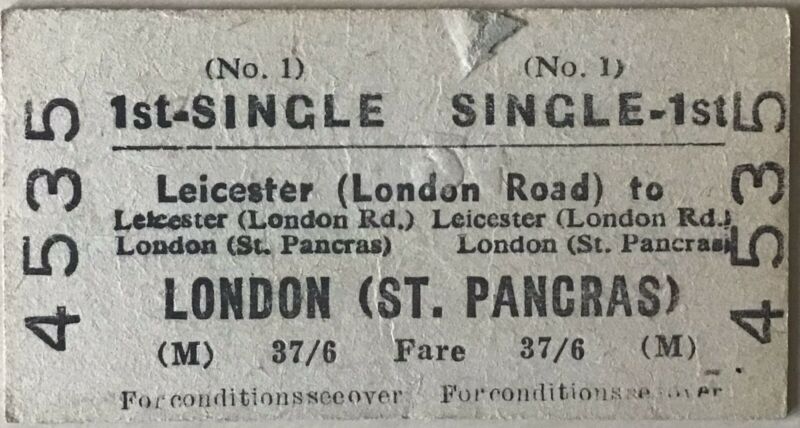 (No. 1) (No. 1)
1st-SINGLE SINGLE-1st
Leicester (London Road) to
Leicester (London Rd.) Leicester (London Rd.)
London (St. Pancras) London (St. Pancras)
LONDON (ST. PANCRAS)
(M) 37/6 Fare 37/6 (M)
For conditions see over For conditions see over
4535
4535